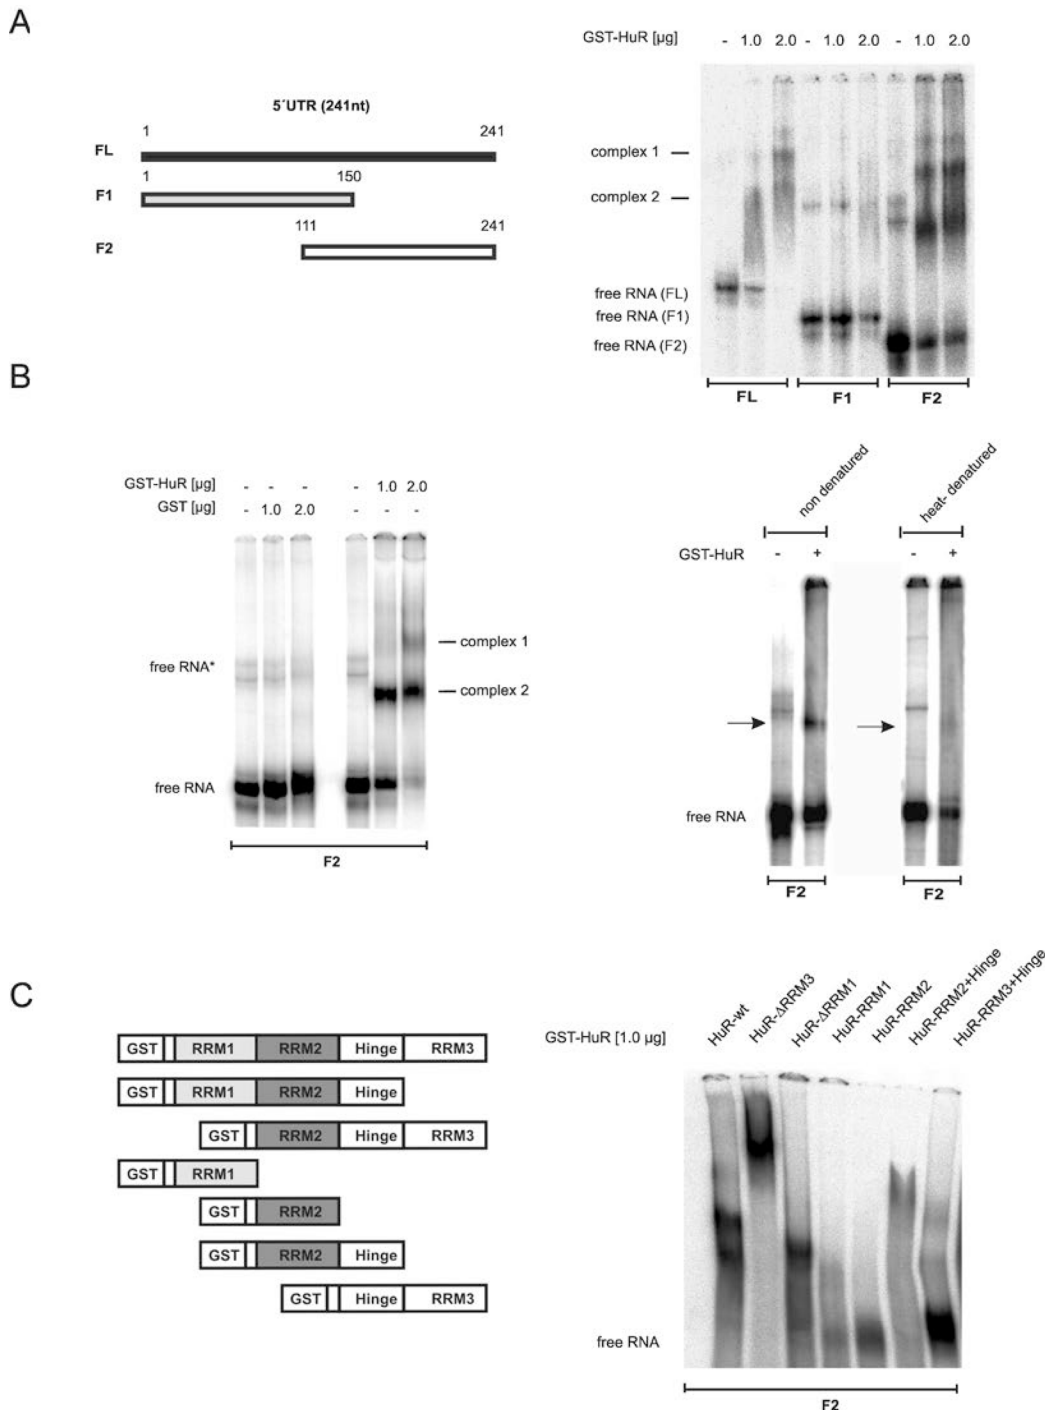 A
5´UTR (241nt)
1 241
FL
1 150
F1
111 241
F2
GST-HuR [µg] - 1.0 2.0 - 1.0 2.0 - 1.0 2.0
complex 1
complex 2
free RNA (FL)
free RNA (F1)
free RNA (F2)
FL F1 F2
B
GST-HuR [µg] - - - - 1.0 2.0
GST [µg] - 1.0 2.0 - - -
complex 1
free RNA*
complex 2
free RNA
F2
non denatured heat- denatured
GST-HuR - + - +
free RNA
F2 F2
C
GST RRM1 RRM2 Hinge RRM3
GST RRM1 RRM2 Hinge
GST RRM2 Hinge RRM3
GST RRM1
GST RRM2
GST RRM2 Hinge
GST Hinge RRM3
GST-HuR [1.0 µg] HuR-wt HuR-ΔRRM3 HuR-ΔRRM1 HuR-RRM1 HuR-RRM2 HuR-RRM2+Hinge HuR-RRM3+Hinge
free RNA
F2